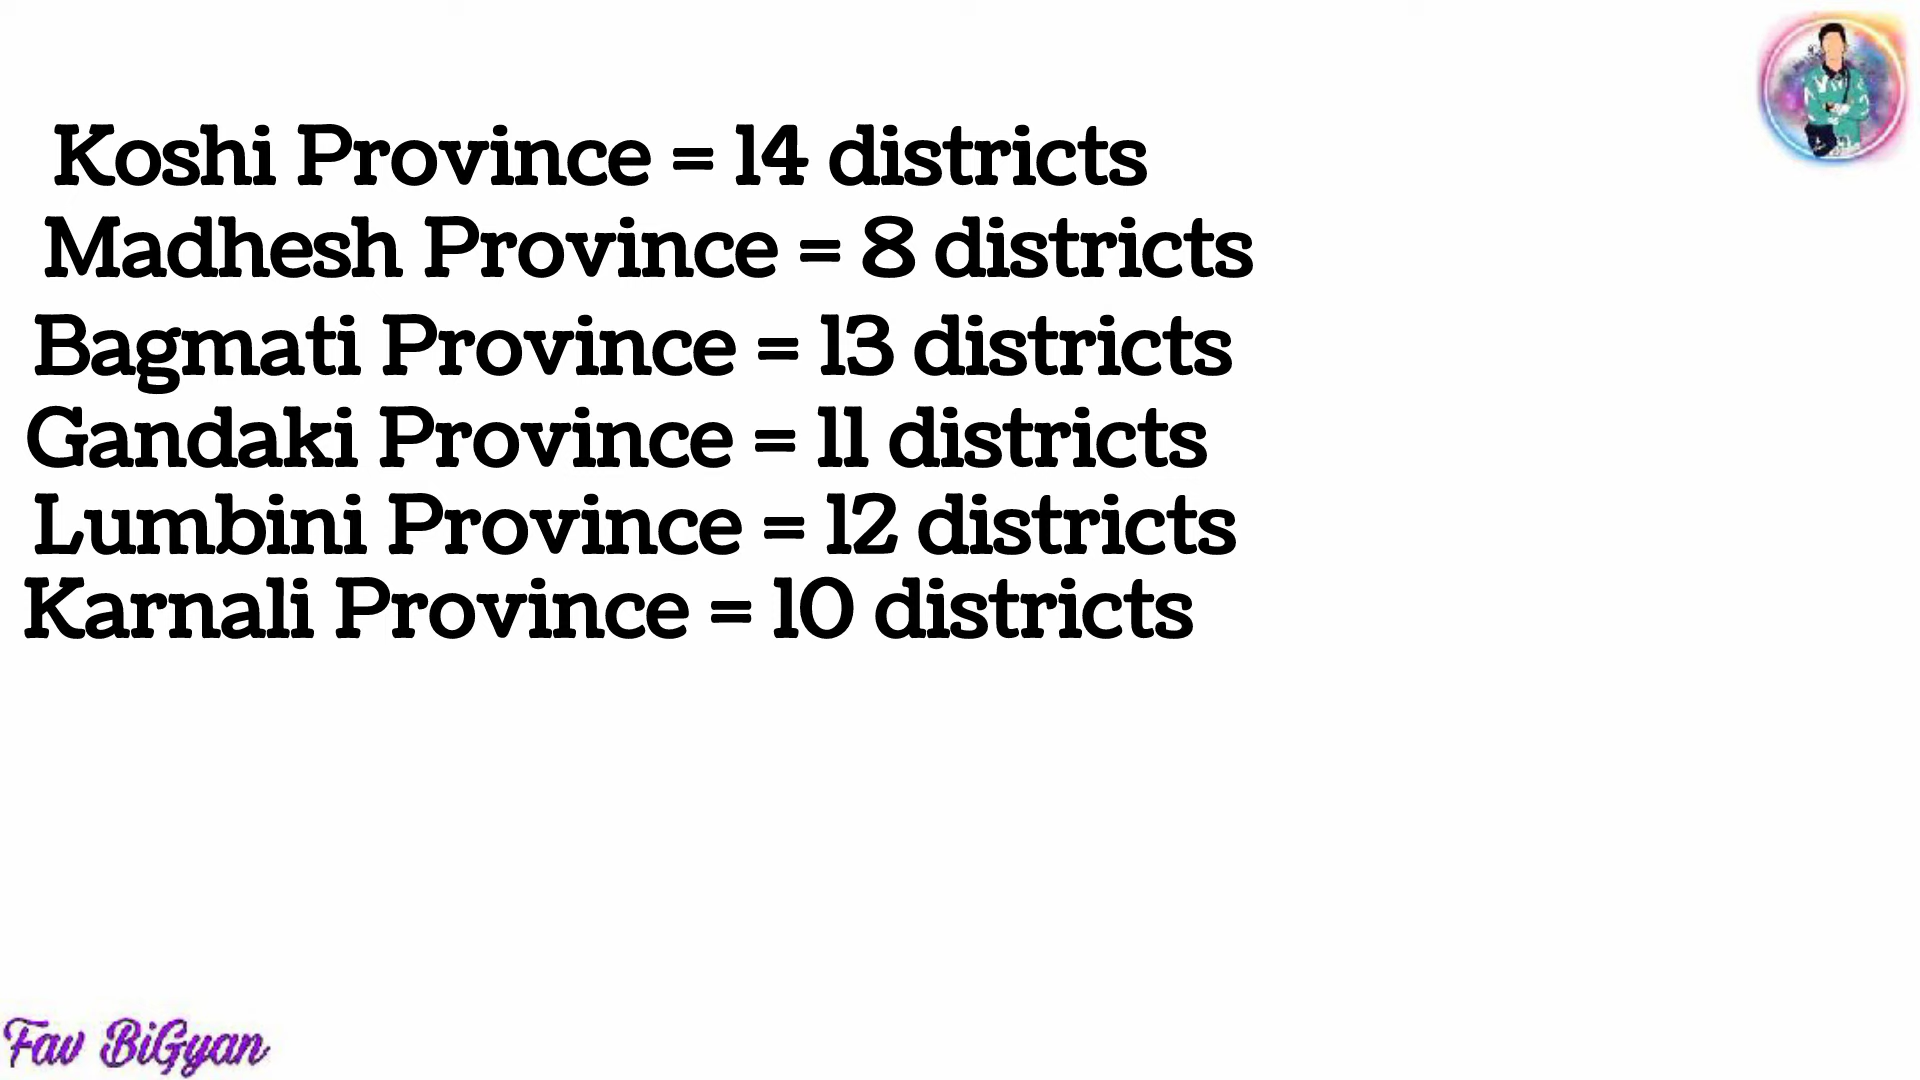 Koshi Province = 14 districts
Madhesh Province = 8 districts
Bagmati Province = 13 districts
Gandaki Province = 11 districts
Lumbini Province = 12 districts
Karnali Province = 10 districts
Fav BiGyan